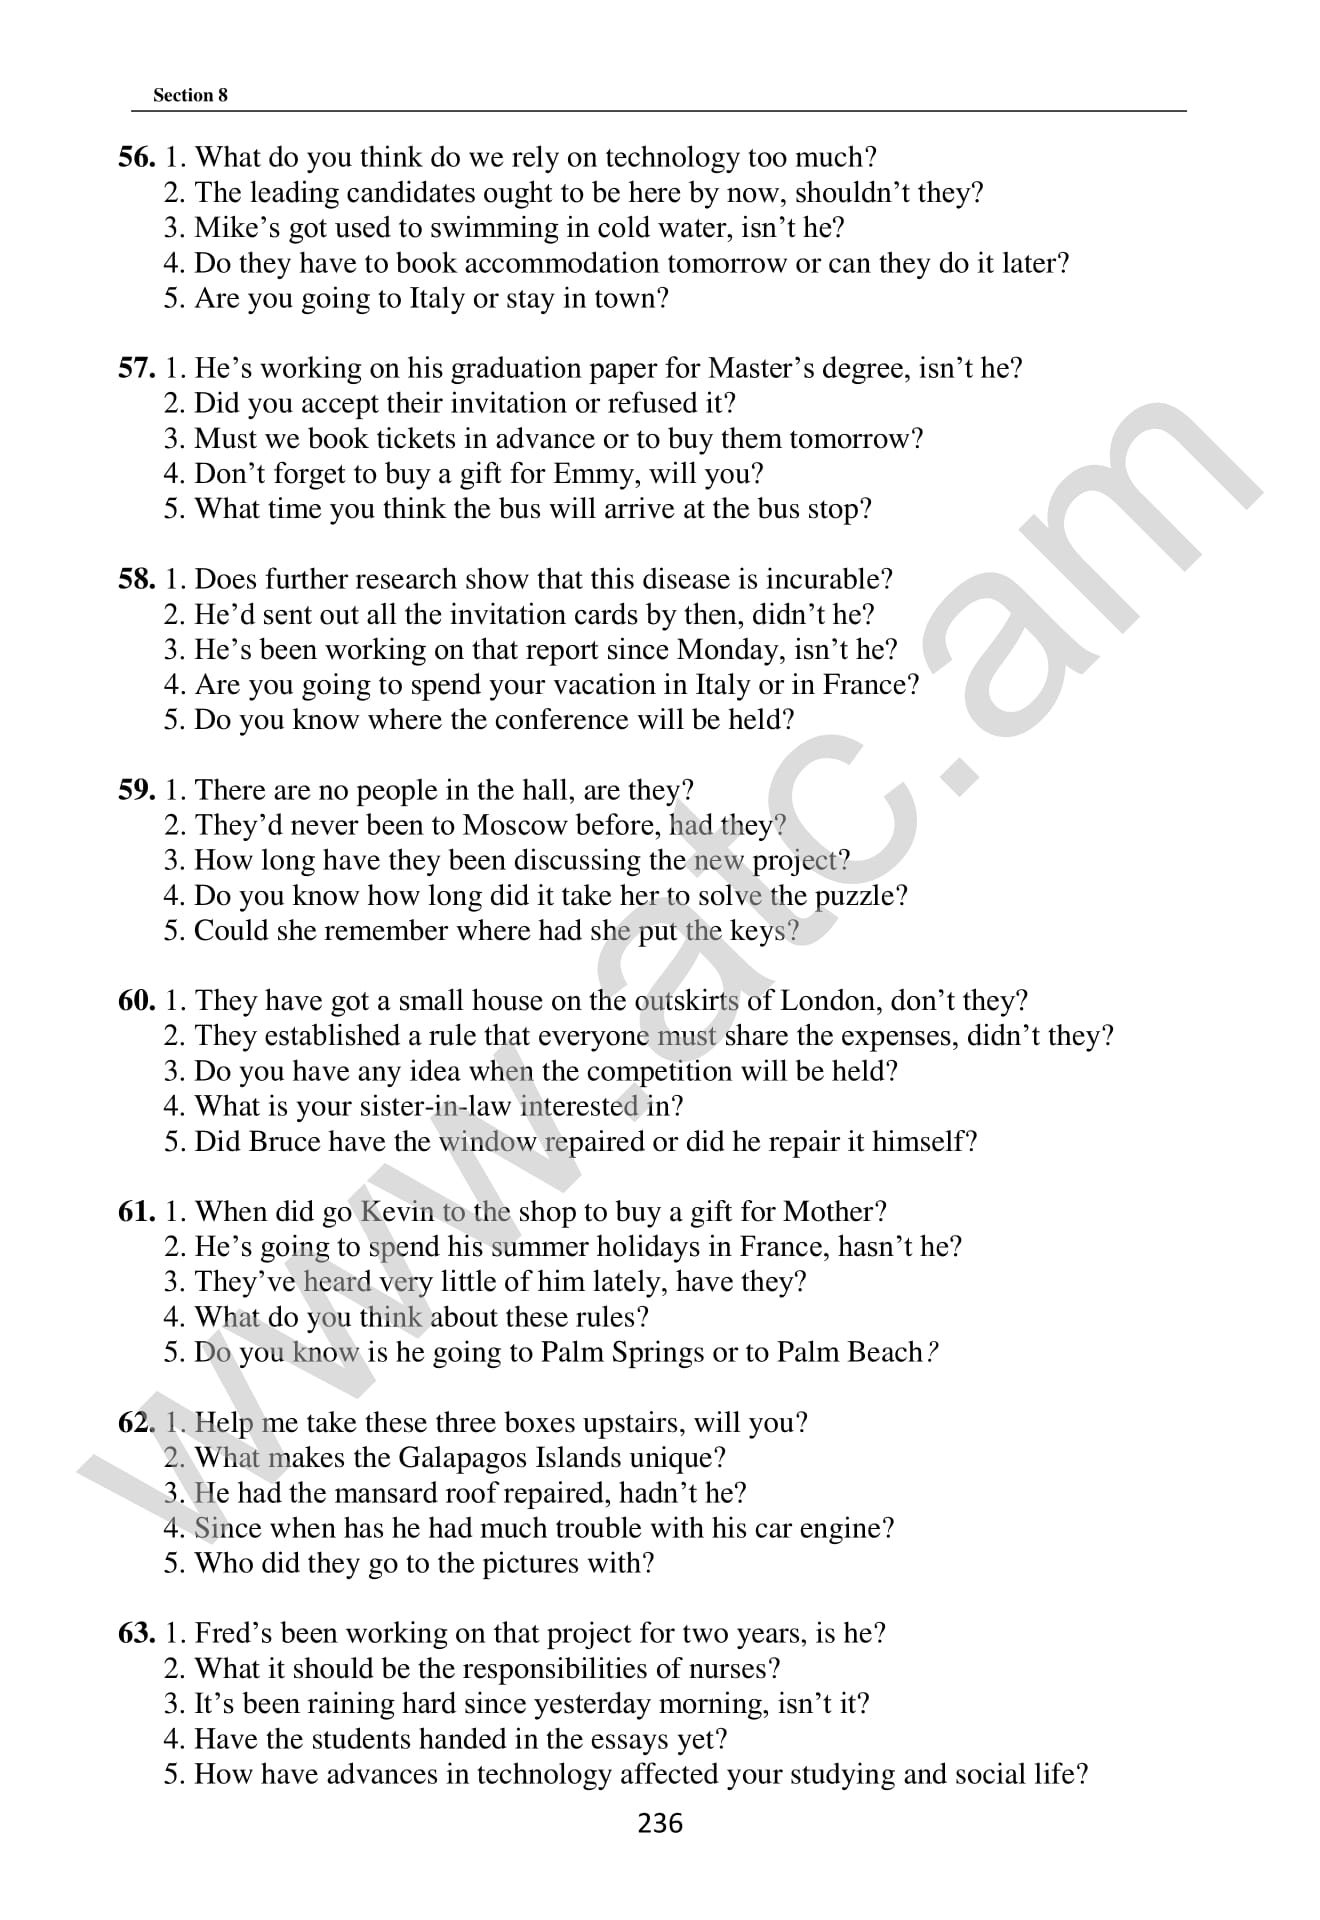 Section 8
56. 1. What do you think do we rely on technology too much?
2. The leading candidates ought to be here by now, shouldn’t they?
3. Mike’s got used to swimming in cold water, isn’t he?
4. Do they have to book accommodation tomorrow or can they do it later?
5. Are you going to Italy or stay in town?
57. 1. He’s working on his graduation paper for Master’s degree, isn’t he?
2. Did you accept their invitation or refused it?
3. Must we book tickets in advance or to buy them tomorrow?
4. Don’t forget to buy a gift for Emmy, will you?
5. What time you think the bus will arrive at the bus stop?
58. 1. Does further research show that this disease is incurable?
2. He’d sent out all the invitation cards by then, didn’t he?
3. He’s been working on that report since Monday, isn’t he?
4. Are you going to spend your vacation in Italy or in France?
5. Do you know where the conference will be held?
59. 1. There are no people in the hall, are they?
2. They’d never been to Moscow before, had they?
3. How long have they been discussing the new project?
4. Do you know how long did it take her to solve the puzzle?
5. Could she remember where had she put the keys?
60. 1. They have got a small house on the outskirts of London, don’t they?
2. They established a rule that everyone must share the expenses, didn’t they?
3. Do you have any idea when the competition will be held?
4. What is your sister-in-law interested in?
5. Did Bruce have the window repaired or did he repair it himself?
61. 1. When did go Kevin to the shop to buy a gift for Mother?
2. He’s going to spend his summer holidays in France, hasn’t he?
3. They’ve heard very little of him lately, have they?
4. What do you think about these rules?
5. Do you know is he going to Palm Springs or to Palm Beach?
62. 1. Help me take these three boxes upstairs, will you?
2. What makes the Galapagos Islands unique?
3. He had the mansard roof repaired, hadn’t he?
4. Since when has he had much trouble with his car engine?
5. Who did they go to the pictures with?
63. 1. Fred’s been working on that project for two years, is he?
2. What it should be the responsibilities of nurses?
3. It’s been raining hard since yesterday morning, isn’t it?
4. Have the students handed in the essays yet?
5. How have advances in technology affected your studying and social life?
236
www.atc.am